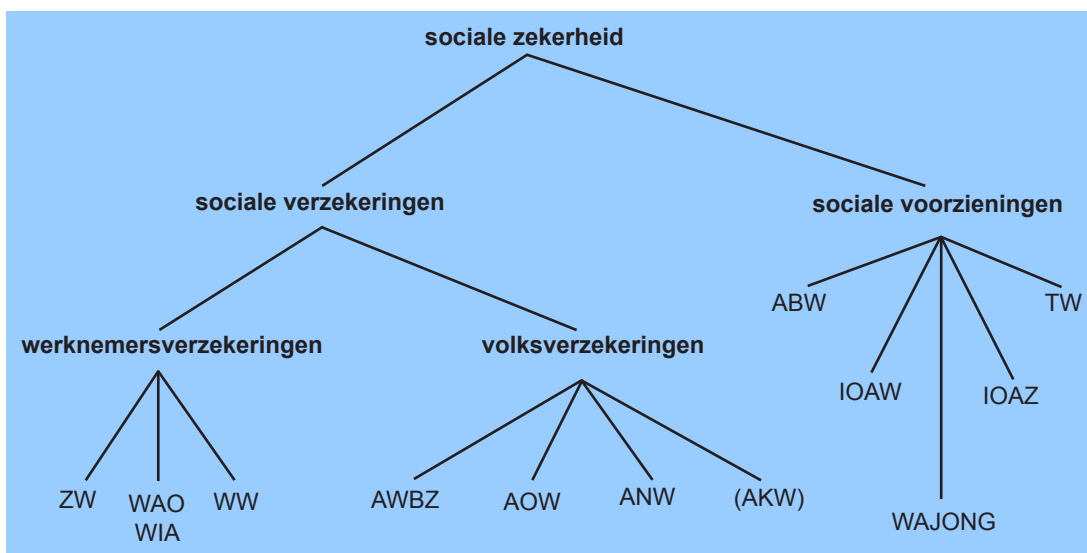 sociale zekerheid
sociale verzekeringen
sociale voorzieningen
ABW
TW
werknemersverzekeringen
volksverzekeringen
IOAW
IOAZ
ZW
WAO
WIA
WW
AWBZ
AOW
ANW
(AKW)
WAJONG